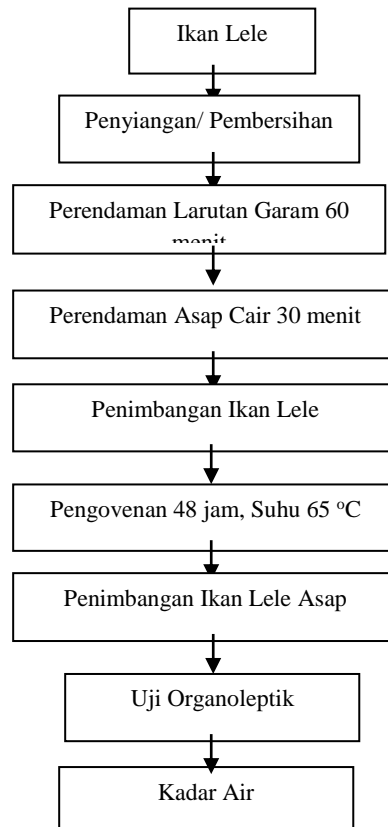 Ikan Lele
Penyiangan/ Pembersihan
Perendaman Larutan Garam 60
menit
Perendaman Asap Cair 30 menit
Penimbangan Ikan Lele
Pengovenan 48 jam, Suhu 65 °C
Penimbangan Ikan Lele Asap
Uji Organoleptik
Kadar Air